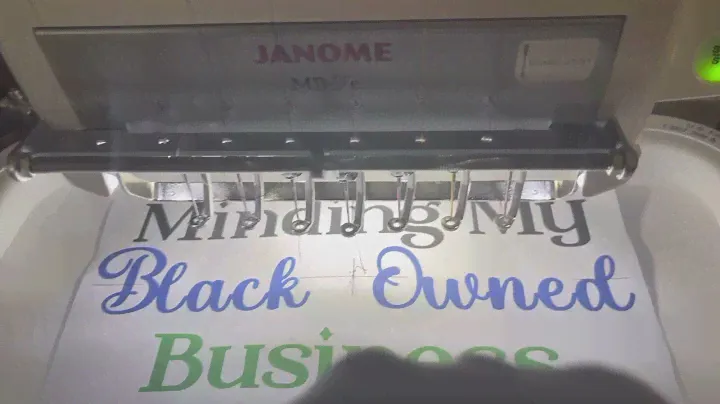 JANOME
Minding My
Black Owned
Business